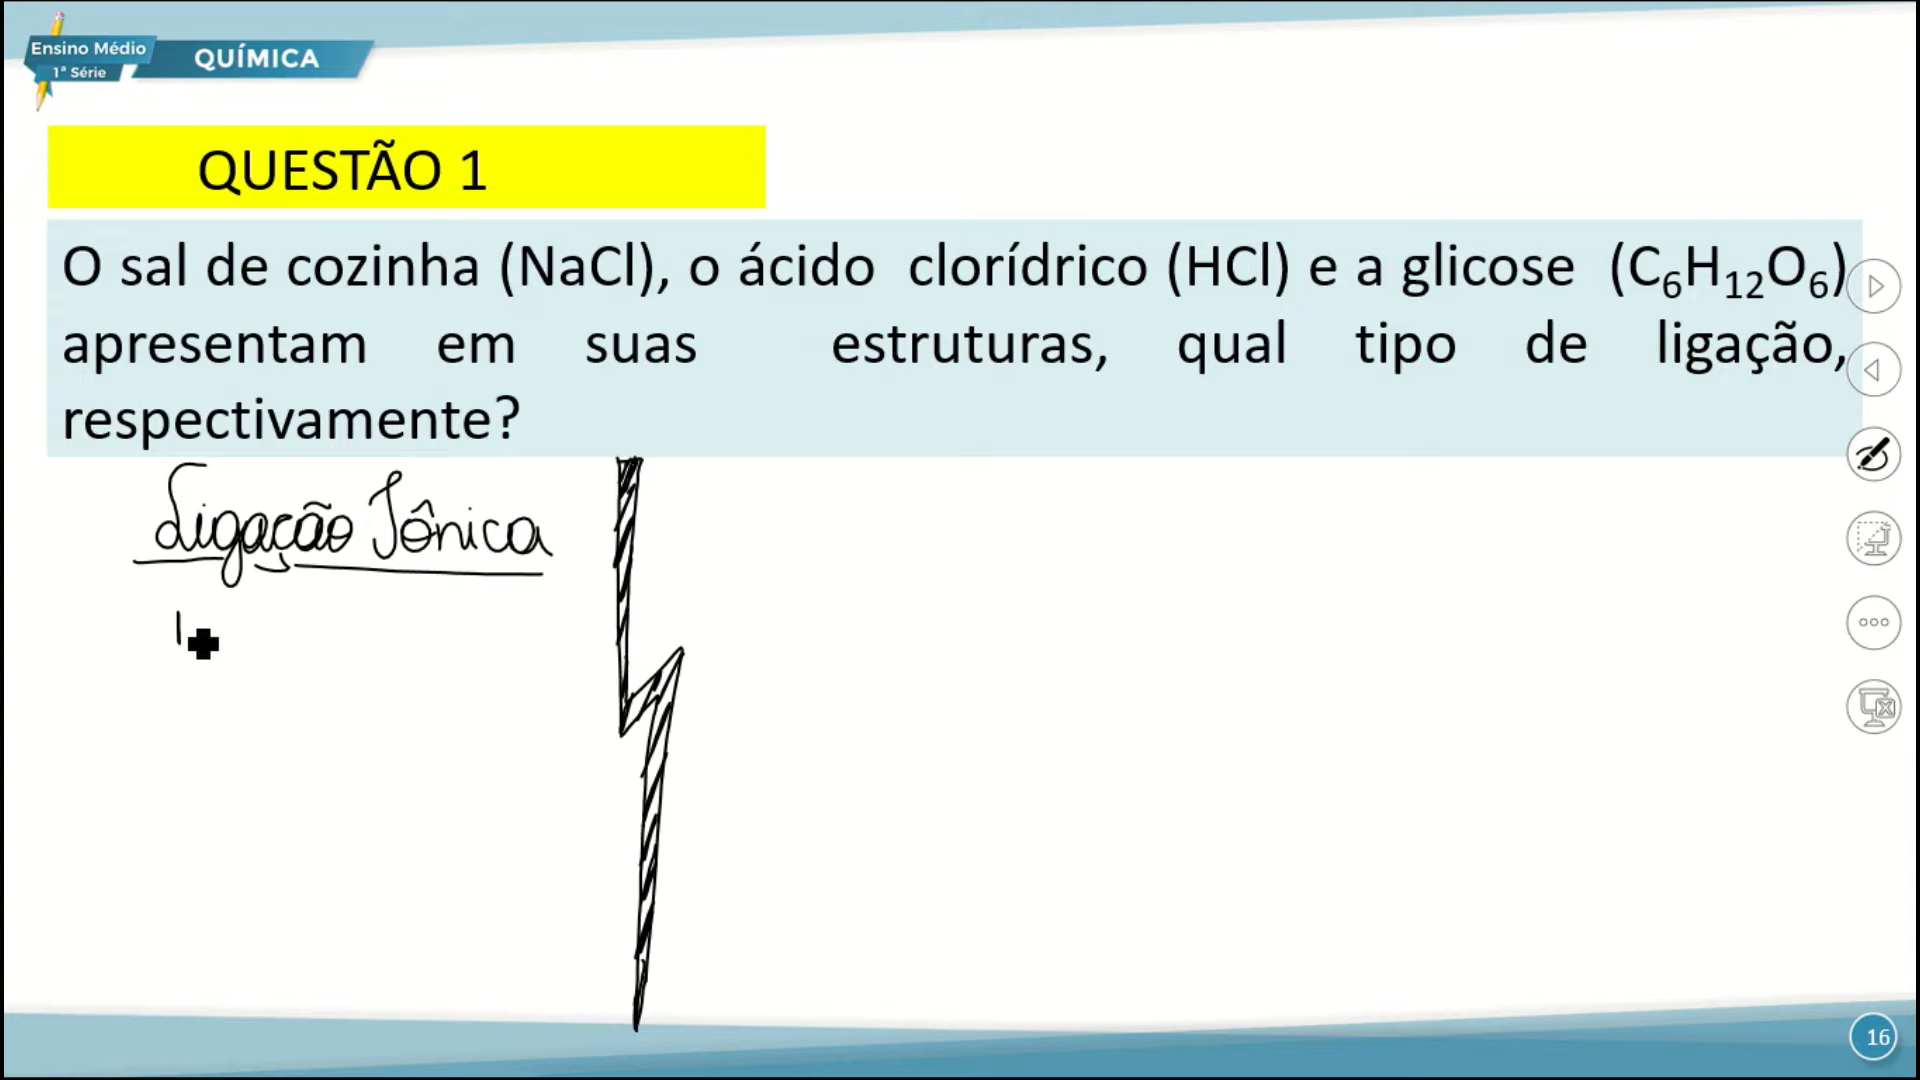 Ensino Médio
1ª Série
QUÍMICA
QUESTÃO 1
O sal de cozinha (NaCl), o ácido clorídrico (HCl) e a glicose (C₆H₁₂O₆)
apresentam em suas estruturas, qual tipo de ligação,
respectivamente?
Ligação Iônica
16